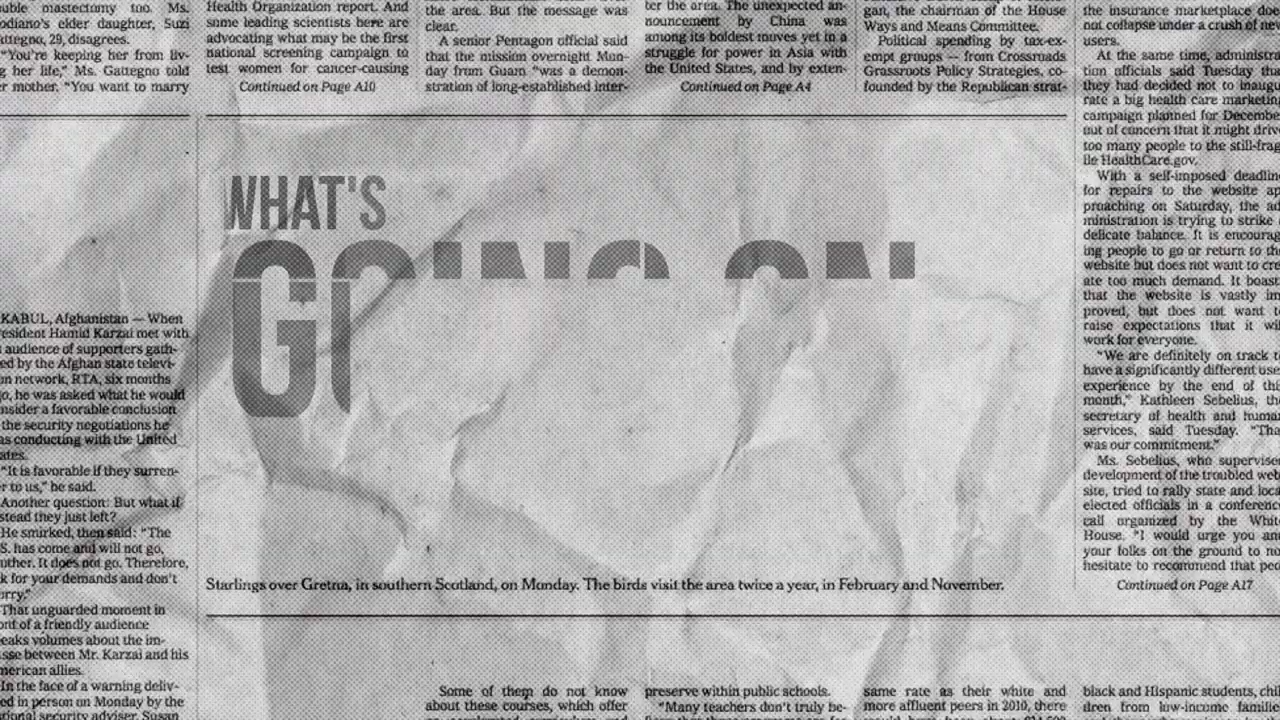 uble mastectomy too. Ms.
odiano's elder daughter, Suzi
attegna, 29, disagrees.
"You're keeping her from liv-
g her life," Ms. Gattegno told
r mother. "You want to marry
Health Organization report. And
some leading scientists here are
advocating what may be the first
national screening campaign to
test women for cancer-causing
Continued on Page A10
the area. But the message was
clear.
A senior Pentagon official said
that the mission overnight Mon-
day from Guam "was a demon-
stration of long-established inter-
ter the area. The unexpected an-
nouncement by China was
among its boldest moves yet in a
struggle for power in Asia with
the United States, and by exten-
Continued on Page A4
gan, the chairman of the House
Ways and Means Committee.
Political spending by tax-ex-
empt groups — from Crossroads
Grassroots Policy Strategies, co-
founded by the Republican strat-
the insurance marketplace doe
not collapse under a crush of ne
users.
At the same time, administra
tion officials said Tuesday tha
they had decided not to inaugu
rate a big health care marketin
campaign planned for Decembe
out of concern that it might driv
too many people to the still-frag
ile HealthCare.gov.
With a self-imposed deadlin
for repairs to the website ap
proaching on Saturday, the ad
ministration is trying to strike
delicate balance. It is encourag
ing people to go or return to th
website but does not want to cre
ate too much demand. It boast
that the website is vastly im
proved, but does not want t
raise expectations that it wi
work for everyone.
"We are definitely on track t
have a significantly different use
experience by the end of thi
month," Kathleen Sebelius, th
secretary of health and huma
services, said Tuesday. "Tha
was our commitment."
Ms. Sebelius, who supervise
development of the troubled web
site, tried to rally state and loca
elected officials in a conferenc
call organized by the Whit
House. "I would urge you an
your folks on the ground to no
hesitate to recommend that peo
Continued on Page A17
WHAT'S
GOING ON
KABUL, Afghanistan — When
resident Hamid Karzai met with
audience of supporters gath-
ed by the Afghan state televi-
on network, RTA, six months
go, he was asked what he would
nsider a favorable conclusion
the security negotiations he
as conducting with the United
ates.
"It is favorable if they surren-
r to us," he said.
Another question: But what if
stead they just left?
He smirked, then said: "The
S. has come and will not go,
other. It does not go. Therefore,
k for your demands and don't
orry."
That unguarded moment in
ont of a friendly audience
eaks volumes about the im-
sse between Mr. Karzai and his
merican allies.
In the face of a warning deliv-
ed in person on Monday by the
ational security adviser, Susan
Starlings over Gretna, in southern Scotland, on Monday. The birds visit the area twice a year, in February and November.
Some of them do not know
about these courses, which offer
preserve within public schools.
"Many teachers don't truly be-
same rate as their white and
more affluent peers in 2010, there
black and Hispanic students, chil
dren from low-income familie